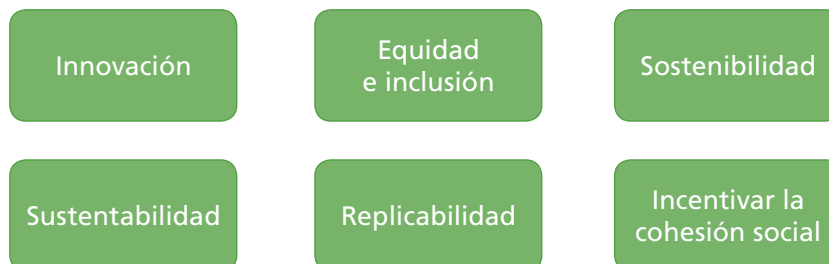 Innovación
Equidad
e inclusión
Sostenibilidad
Sustentabilidad
Replicabilidad
Incentivar la
cohesión social